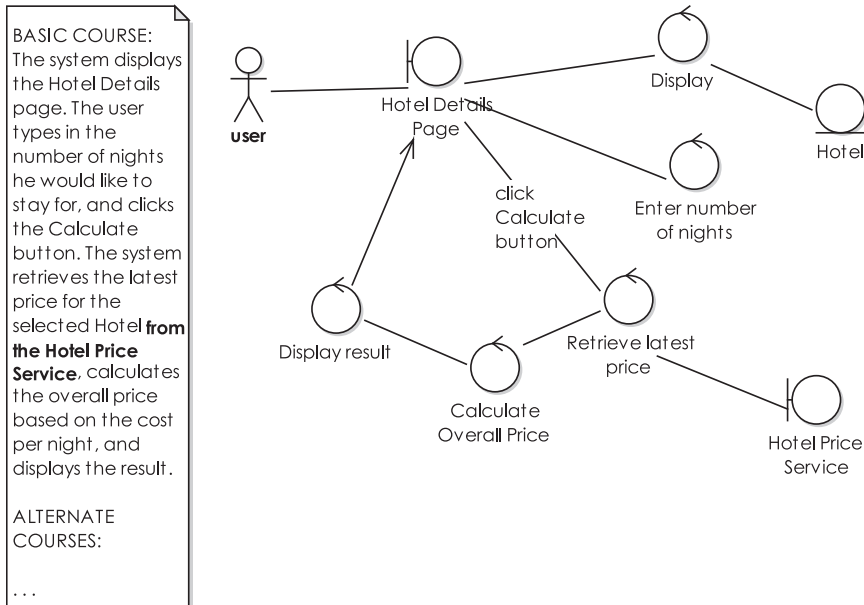 BASIC COURSE:
The system displays
the Hotel Details
page. The user
types in the
number of nights
he would like to
stay for, and clicks
the Calculate
button. The system
retrieves the latest
price for the
selected Hotel from
the Hotel Price
Service, calculates
the overall price
based on the cost
per night, and
displays the result.
ALTERNATE
COURSES:
. . .
user
Hotel Details
Page
Display
Hotel
Enter number
of nights
click
Calculate
button
Display result
Calculate
Overall Price
Retrieve latest
price
Hotel Price
Service